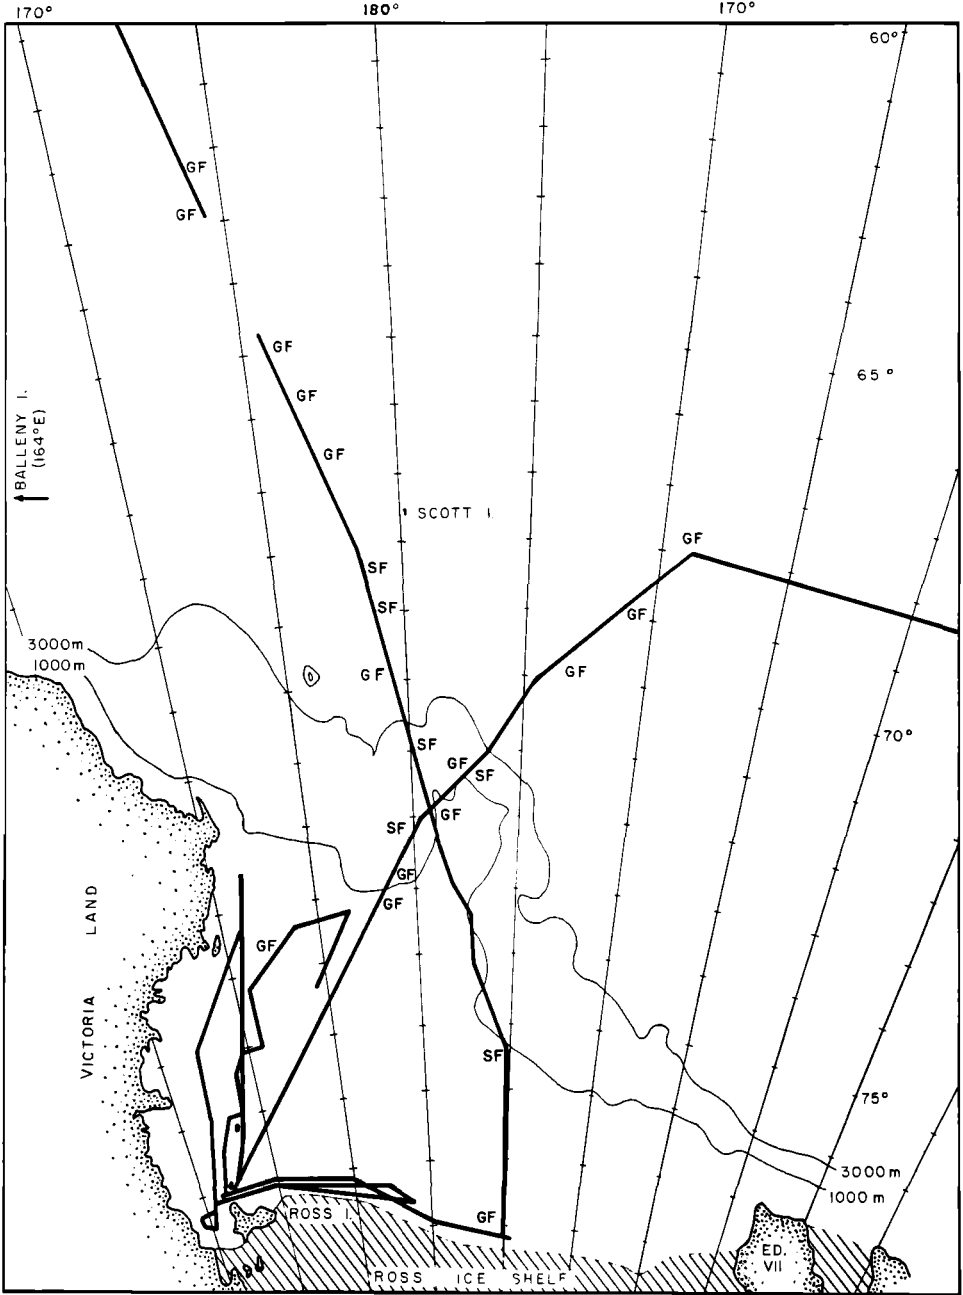 170°
180°
170°
60°
GF
GF
GF
65°
BALLENY I.
(164°E)
GF
GF
SCOTT I.
GF
SF
SF
GF
3000m
1000m
GF
GF
70°
SF
GF
SF
GF
SF
GF
GF
VICTORIA LAND
GF
SF
75°
3000m
1000m
ROSS I.
GF
ED.
VII
ROSS ICE SHELF